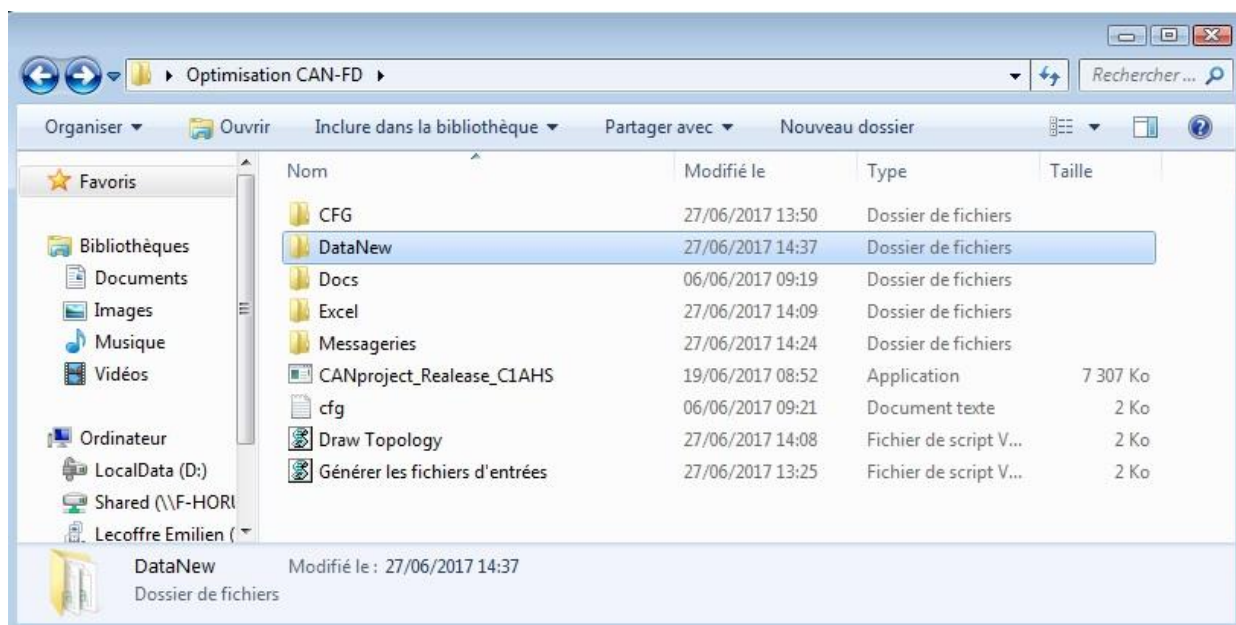 Optimisation CAN-FD
Rechercher ...
Organiser Ouvrir Inclure dans la bibliothèque Partager avec Nouveau dossier
Favoris
Bibliothèques
Documents
Images
Musique
Vidéos
Ordinateur
LocalData (D:)
Shared (\\F-HORU
Lecoffre Emilien (
Nom Modifié le Type Taille
CFG 27/06/2017 13:50 Dossier de fichiers
DataNew 27/06/2017 14:37 Dossier de fichiers
Docs 06/06/2017 09:19 Dossier de fichiers
Excel 27/06/2017 14:09 Dossier de fichiers
Messageries 27/06/2017 14:24 Dossier de fichiers
CANproject_Realease_C1AHS 19/06/2017 08:52 Application 7 307 Ko
cfg 06/06/2017 09:21 Document texte 2 Ko
Draw Topology 27/06/2017 14:08 Fichier de script V... 2 Ko
Générer les fichiers d'entrées 27/06/2017 13:25 Fichier de script V... 2 Ko
DataNew Modifié le : 27/06/2017 14:37
Dossier de fichiers